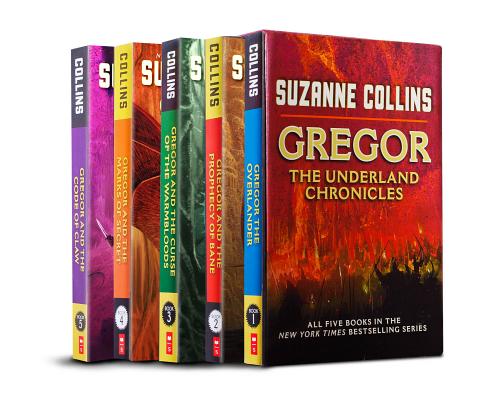 COLLINS
GREGOR AND THE
CODE OF CLAW
BOOK
5
COLLINS
GREGOR AND THE
MARKS OF SECRET
BOOK
4
COLLINS
GREGOR AND THE CURSE
OF THE WARMBLOODS
BOOK
3
COLLINS
GREGOR AND THE
PROPHECY OF BANE
BOOK
2
COLLINS
GREGOR THE
OVERLANDER
BOOK
1
SUZANNE COLLINS
GREGOR
THE UNDERLAND
CHRONICLES
ALL FIVE BOOKS IN THE
NEW YORK TIMES BESTSELLING SERIES